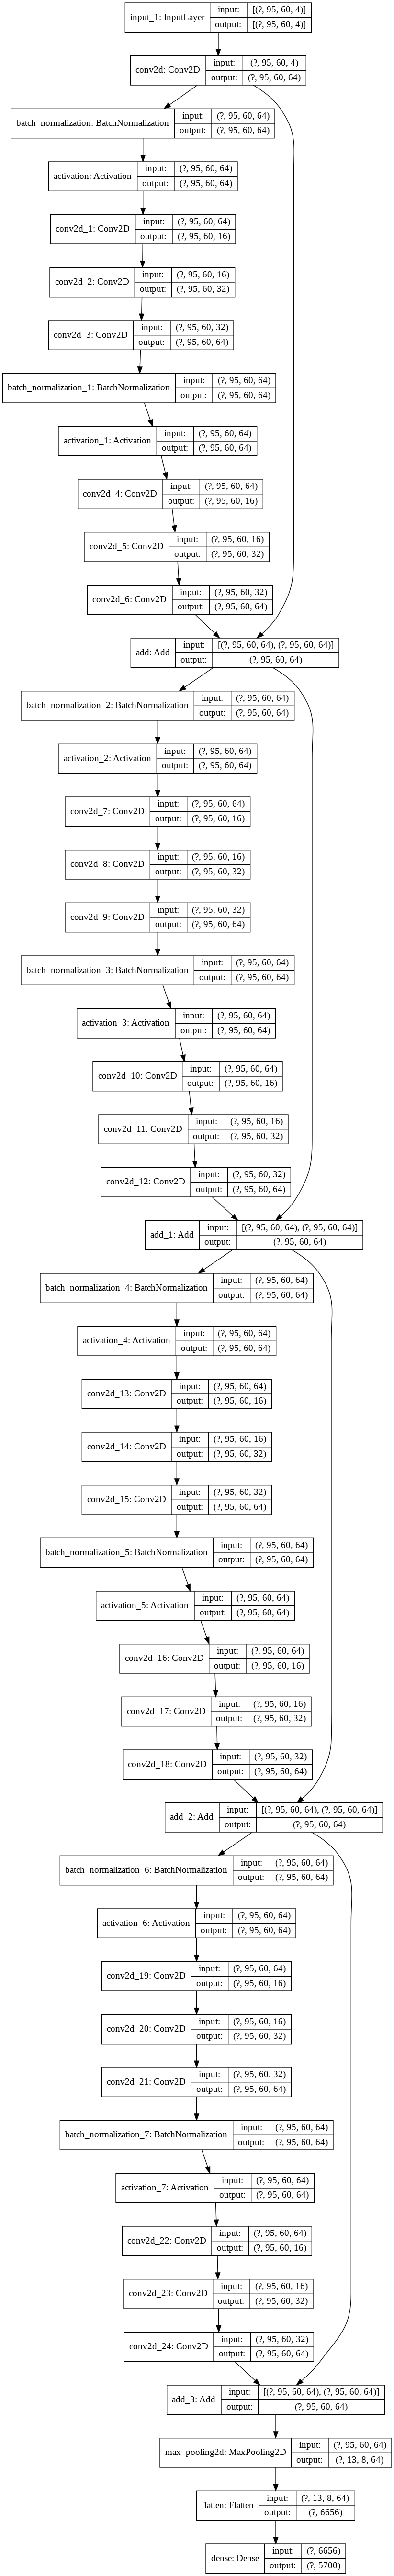 input_1: InputLayer
input: [(?, 95, 60, 4)]
output: [(?, 95, 60, 4)]
conv2d: Conv2D
input: (?, 95, 60, 4)
output: (?, 95, 60, 64)
batch_normalization: BatchNormalization
input: (?, 95, 60, 64)
output: (?, 95, 60, 64)
activation: Activation
input: (?, 95, 60, 64)
output: (?, 95, 60, 64)
conv2d_1: Conv2D
input: (?, 95, 60, 64)
output: (?, 95, 60, 16)
conv2d_2: Conv2D
input: (?, 95, 60, 16)
output: (?, 95, 60, 32)
conv2d_3: Conv2D
input: (?, 95, 60, 32)
output: (?, 95, 60, 64)
batch_normalization_1: BatchNormalization
input: (?, 95, 60, 64)
output: (?, 95, 60, 64)
activation_1: Activation
input: (?, 95, 60, 64)
output: (?, 95, 60, 64)
conv2d_4: Conv2D
input: (?, 95, 60, 64)
output: (?, 95, 60, 16)
conv2d_5: Conv2D
input: (?, 95, 60, 16)
output: (?, 95, 60, 32)
conv2d_6: Conv2D
input: (?, 95, 60, 32)
output: (?, 95, 60, 64)
add: Add
input: [(?, 95, 60, 64), (?, 95, 60, 64)]
output: (?, 95, 60, 64)
batch_normalization_2: BatchNormalization
input: (?, 95, 60, 64)
output: (?, 95, 60, 64)
activation_2: Activation
input: (?, 95, 60, 64)
output: (?, 95, 60, 64)
conv2d_7: Conv2D
input: (?, 95, 60, 64)
output: (?, 95, 60, 16)
conv2d_8: Conv2D
input: (?, 95, 60, 16)
output: (?, 95, 60, 32)
conv2d_9: Conv2D
input: (?, 95, 60, 32)
output: (?, 95, 60, 64)
batch_normalization_3: BatchNormalization
input: (?, 95, 60, 64)
output: (?, 95, 60, 64)
activation_3: Activation
input: (?, 95, 60, 64)
output: (?, 95, 60, 64)
conv2d_10: Conv2D
input: (?, 95, 60, 64)
output: (?, 95, 60, 16)
conv2d_11: Conv2D
input: (?, 95, 60, 16)
output: (?, 95, 60, 32)
conv2d_12: Conv2D
input: (?, 95, 60, 32)
output: (?, 95, 60, 64)
add_1: Add
input: [(?, 95, 60, 64), (?, 95, 60, 64)]
output: (?, 95, 60, 64)
batch_normalization_4: BatchNormalization
input: (?, 95, 60, 64)
output: (?, 95, 60, 64)
activation_4: Activation
input: (?, 95, 60, 64)
output: (?, 95, 60, 64)
conv2d_13: Conv2D
input: (?, 95, 60, 64)
output: (?, 95, 60, 16)
conv2d_14: Conv2D
input: (?, 95, 60, 16)
output: (?, 95, 60, 32)
conv2d_15: Conv2D
input: (?, 95, 60, 32)
output: (?, 95, 60, 64)
batch_normalization_5: BatchNormalization
input: (?, 95, 60, 64)
output: (?, 95, 60, 64)
activation_5: Activation
input: (?, 95, 60, 64)
output: (?, 95, 60, 64)
conv2d_16: Conv2D
input: (?, 95, 60, 64)
output: (?, 95, 60, 16)
conv2d_17: Conv2D
input: (?, 95, 60, 16)
output: (?, 95, 60, 32)
conv2d_18: Conv2D
input: (?, 95, 60, 32)
output: (?, 95, 60, 64)
add_2: Add
input: [(?, 95, 60, 64), (?, 95, 60, 64)]
output: (?, 95, 60, 64)
batch_normalization_6: BatchNormalization
input: (?, 95, 60, 64)
output: (?, 95, 60, 64)
activation_6: Activation
input: (?, 95, 60, 64)
output: (?, 95, 60, 64)
conv2d_19: Conv2D
input: (?, 95, 60, 64)
output: (?, 95, 60, 16)
conv2d_20: Conv2D
input: (?, 95, 60, 16)
output: (?, 95, 60, 32)
conv2d_21: Conv2D
input: (?, 95, 60, 32)
output: (?, 95, 60, 64)
batch_normalization_7: BatchNormalization
input: (?, 95, 60, 64)
output: (?, 95, 60, 64)
activation_7: Activation
input: (?, 95, 60, 64)
output: (?, 95, 60, 64)
conv2d_22: Conv2D
input: (?, 95, 60, 64)
output: (?, 95, 60, 16)
conv2d_23: Conv2D
input: (?, 95, 60, 16)
output: (?, 95, 60, 32)
conv2d_24: Conv2D
input: (?, 95, 60, 32)
output: (?, 95, 60, 64)
add_3: Add
input: [(?, 95, 60, 64), (?, 95, 60, 64)]
output: (?, 95, 60, 64)
max_pooling2d: MaxPooling2D
input: (?, 95, 60, 64)
output: (?, 13, 8, 64)
flatten: Flatten
input: (?, 13, 8, 64)
output: (?, 6656)
dense: Dense
input: (?, 6656)
output: (?, 5700)